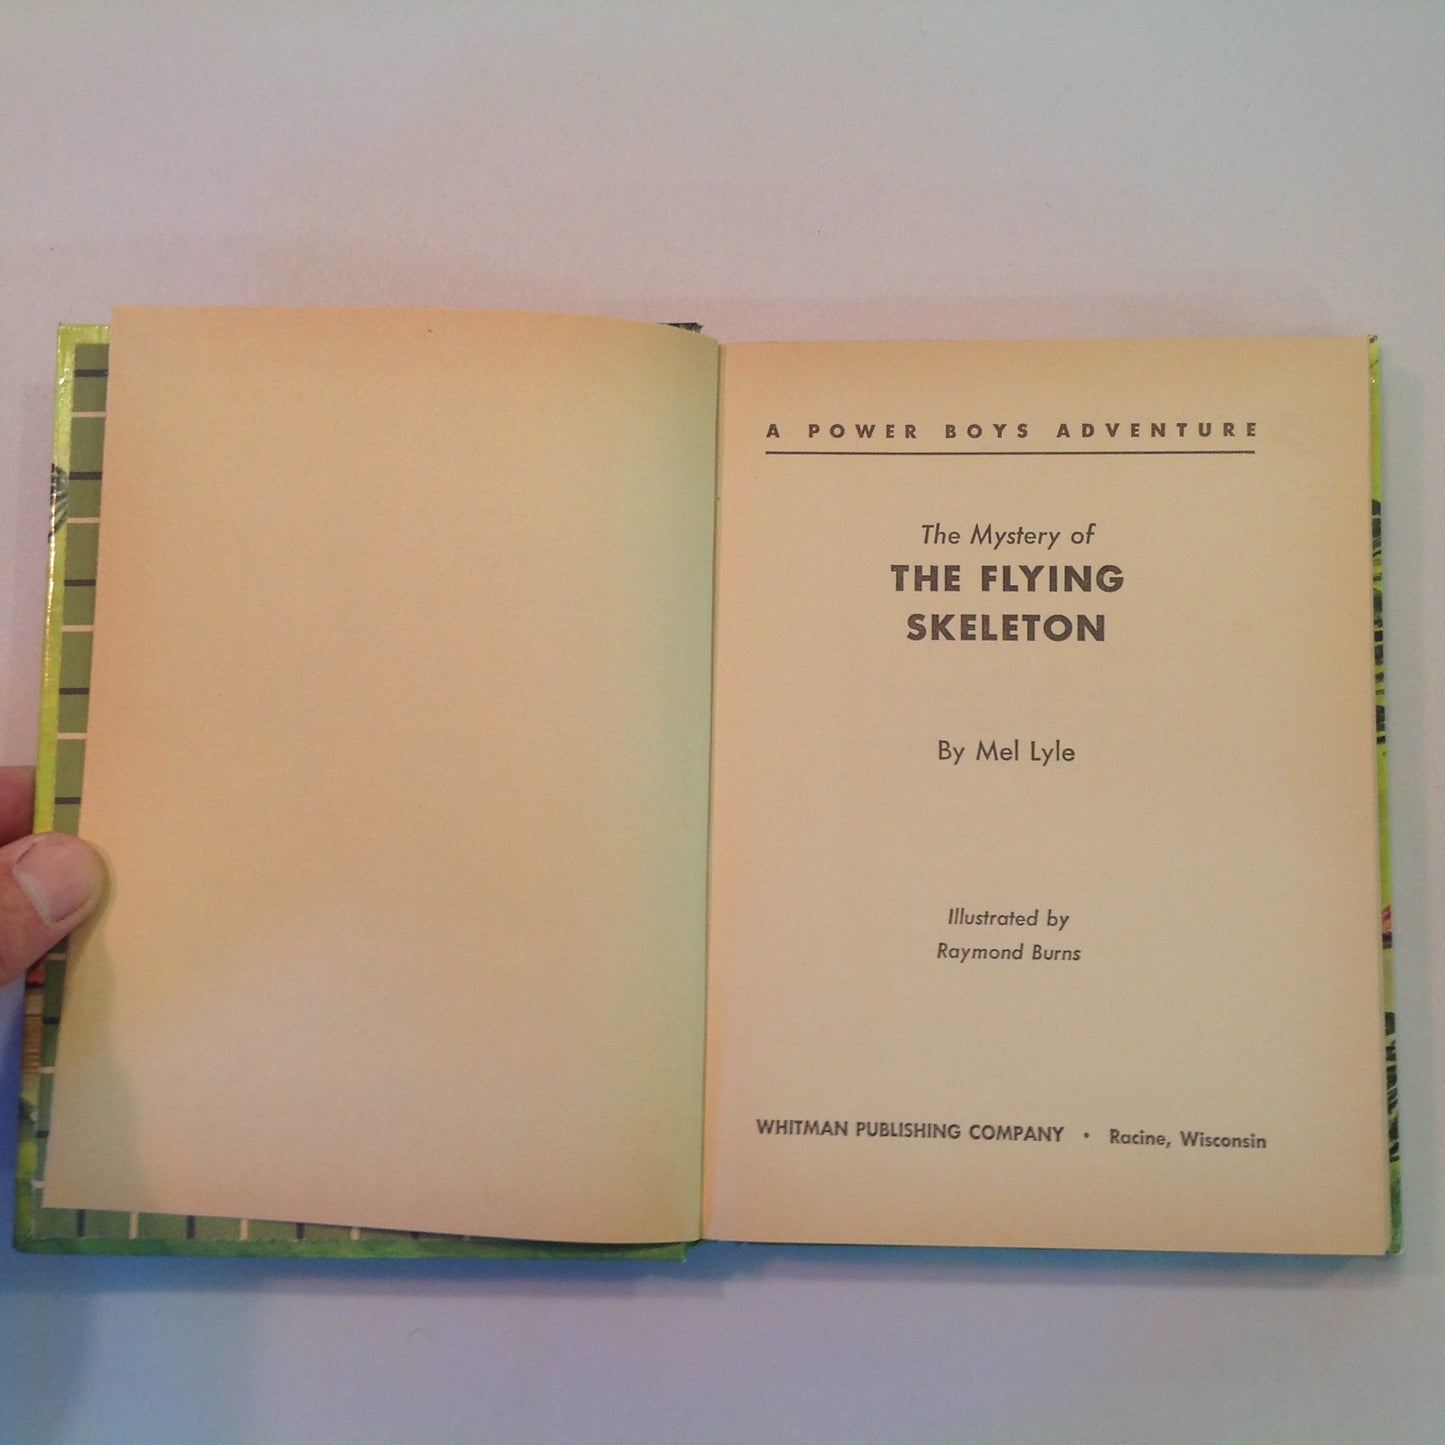 A POWER BOYS ADVENTURE
The Mystery of
THE FLYING
SKELETON
By Mel Lyle
Illustrated by
Raymond Burns
WHITMAN PUBLISHING COMPANY • Racine, Wisconsin